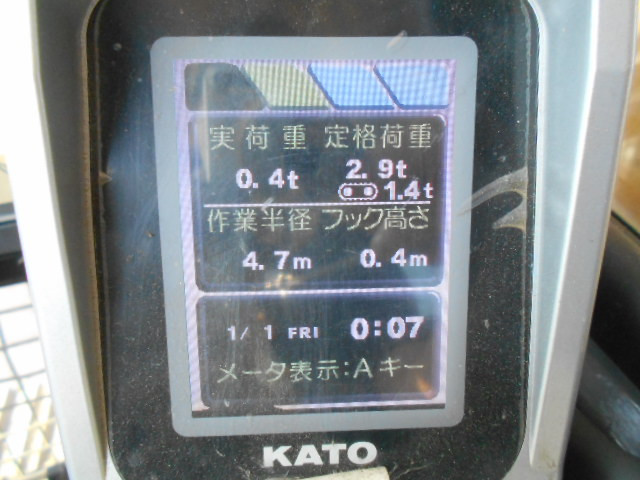 実荷重 定格荷重
0.4t 2.9t
1.4t
作業半径 フック高さ
4.7m 0.4m
1/ 1 FRI 0:07
メータ表示:Aキー
KATO